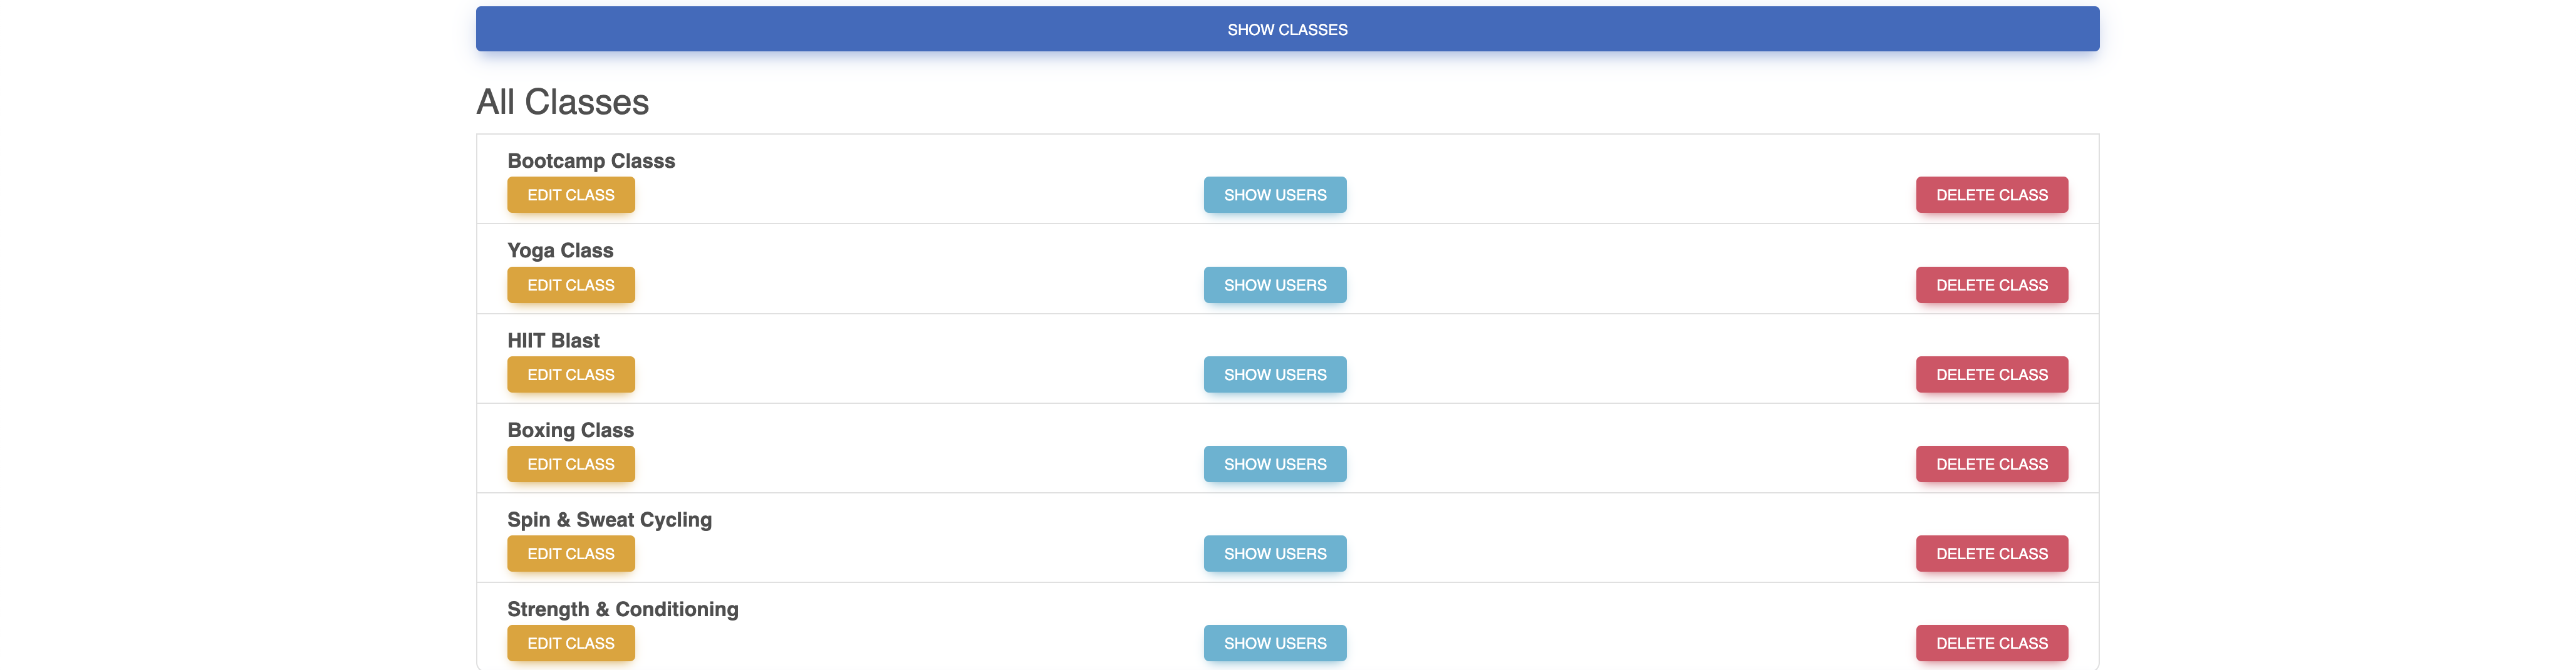 SHOW CLASSES
All Classes
Bootcamp Classs
EDIT CLASS SHOW USERS DELETE CLASS
Yoga Class
EDIT CLASS SHOW USERS DELETE CLASS
HIIT Blast
EDIT CLASS SHOW USERS DELETE CLASS
Boxing Class
EDIT CLASS SHOW USERS DELETE CLASS
Spin & Sweat Cycling
EDIT CLASS SHOW USERS DELETE CLASS
Strength & Conditioning
EDIT CLASS SHOW USERS DELETE CLASS